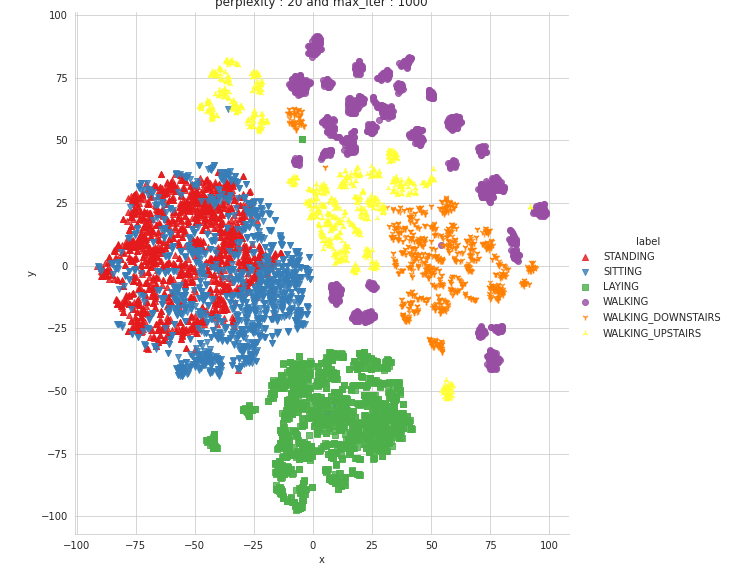 perplexity : 20 and max_iter : 1000
100
75
50
25
0
−25
−50
−75
−100
y
−100
−75
−50
−25
0
25
50
75
100
x
label
STANDING
SITTING
LAYING
WALKING
WALKING_DOWNSTAIRS
WALKING_UPSTAIRS